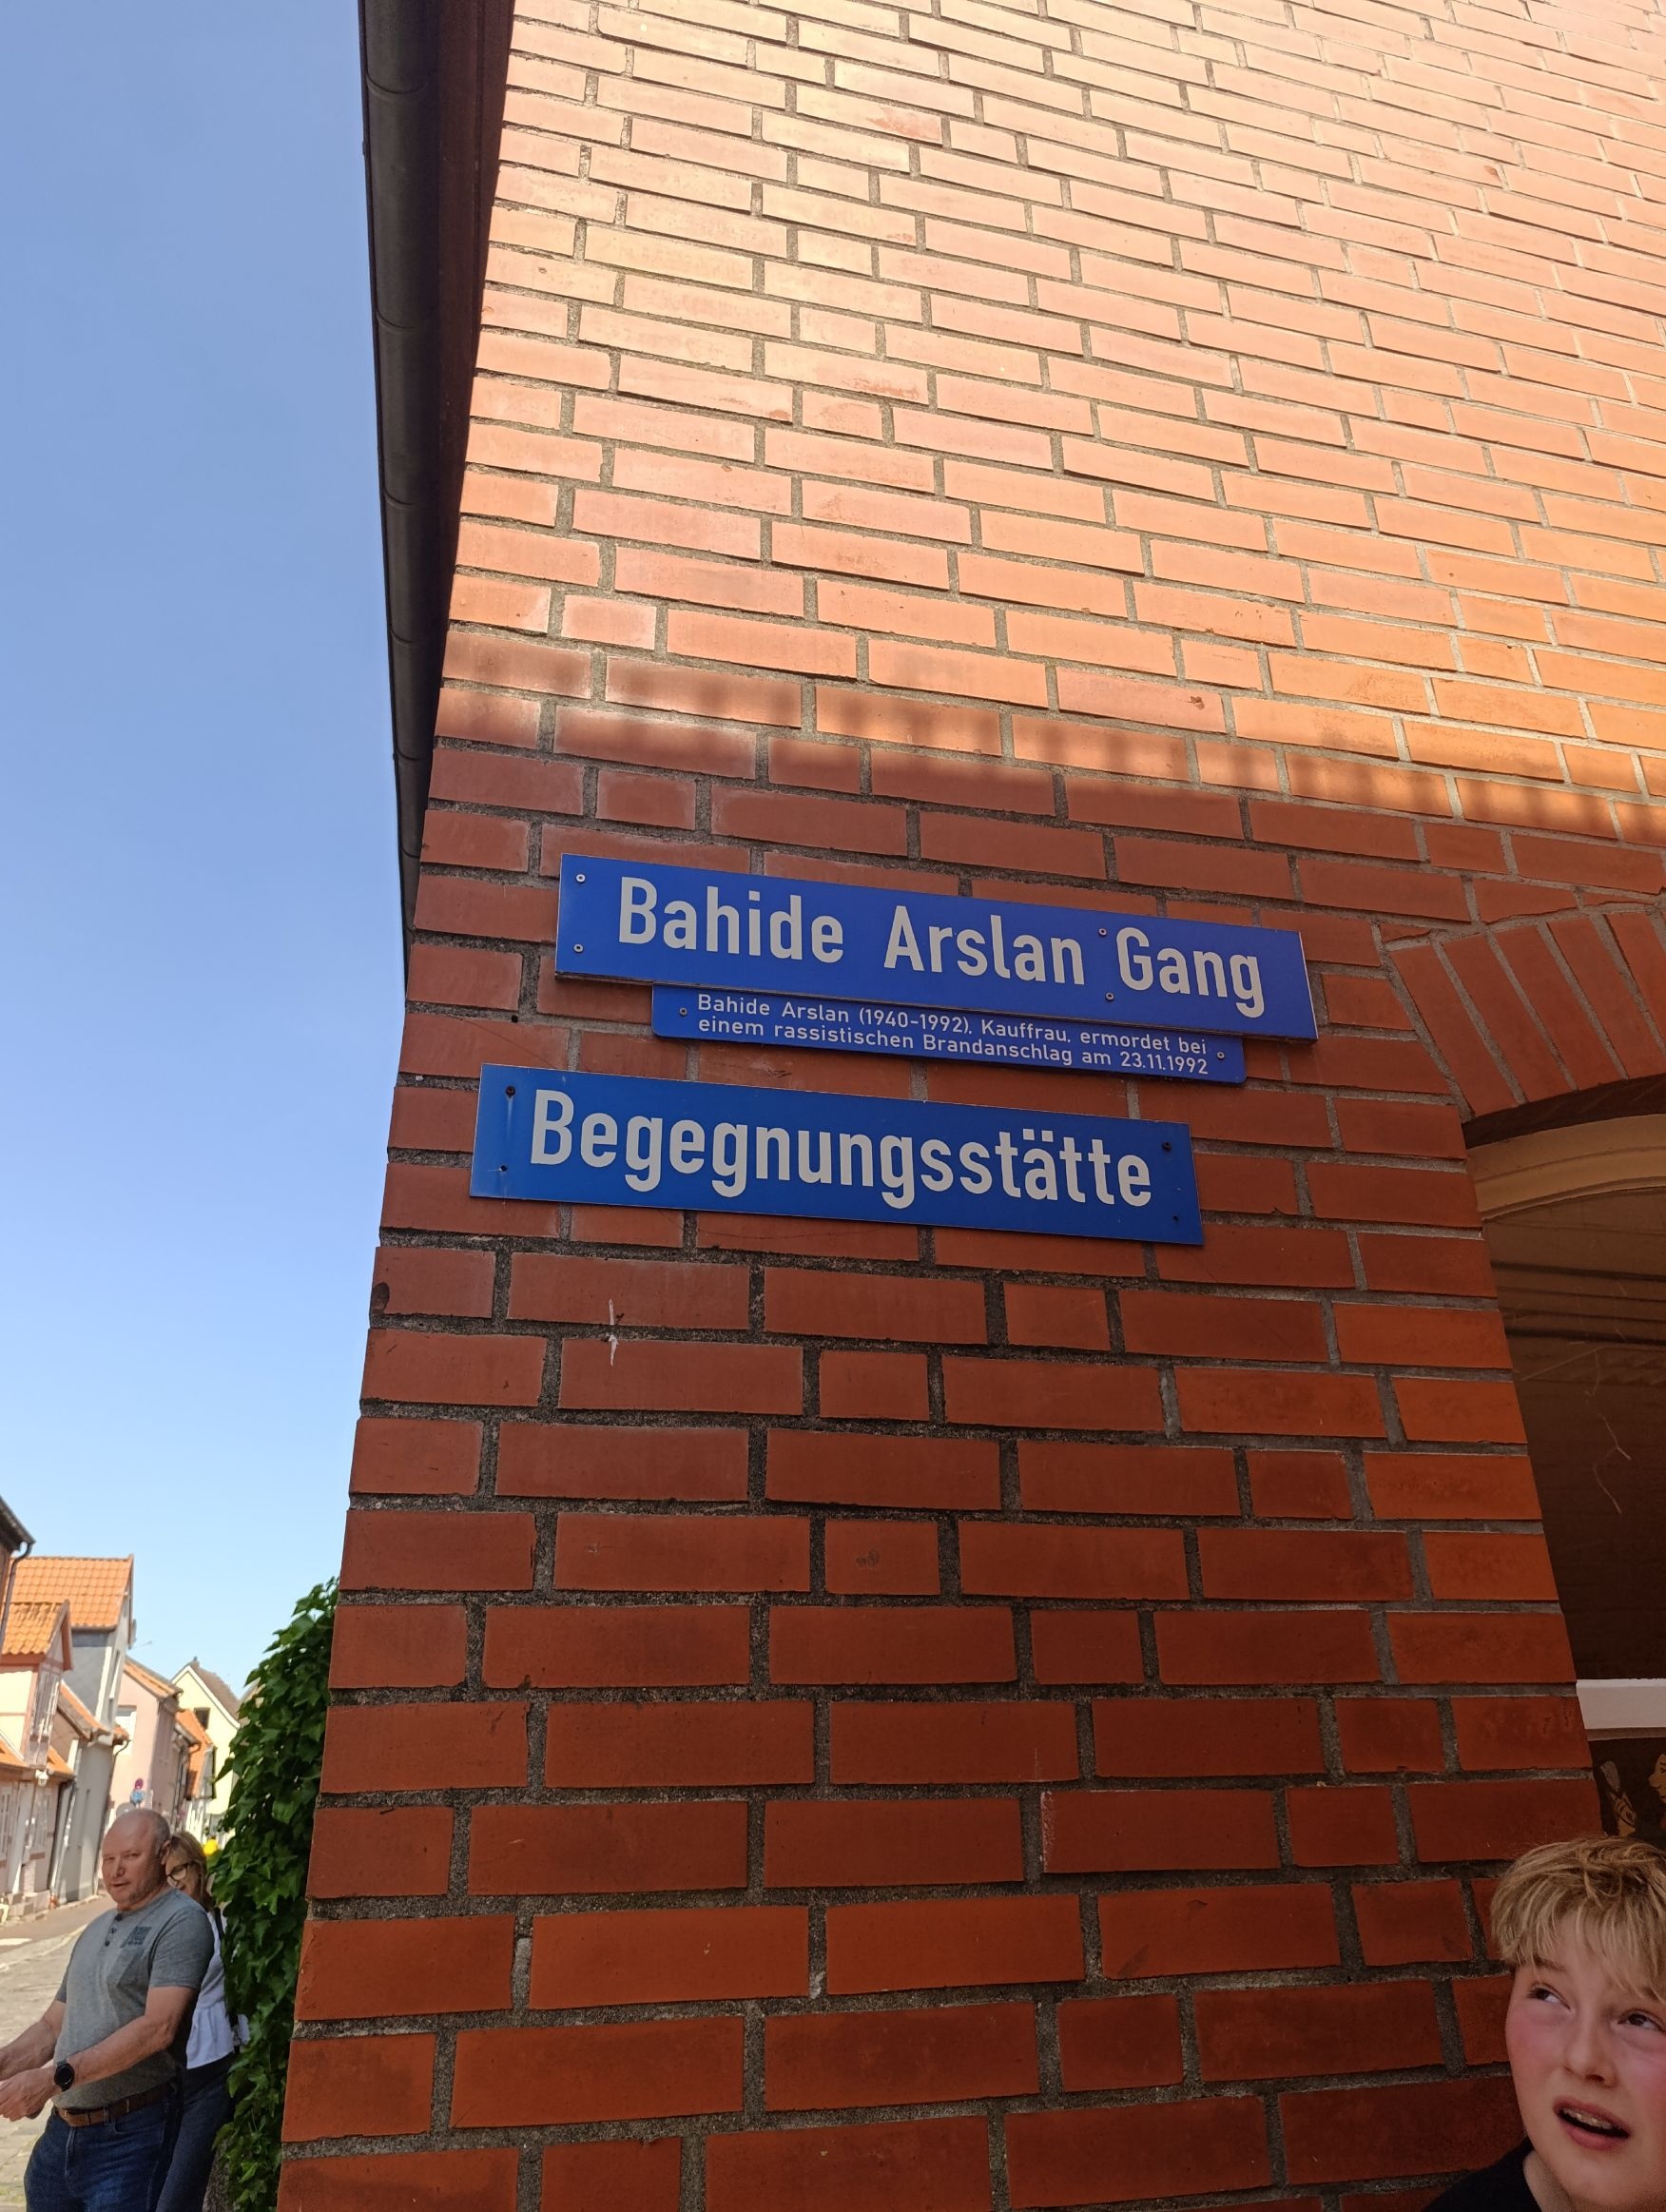 Bahide Arslan Gang
Bahide Arslan (1940-1992), Kauffrau, ermordet bei
einem rassistischen Brandanschlag am 23.11.1992
Begegnungsstätte